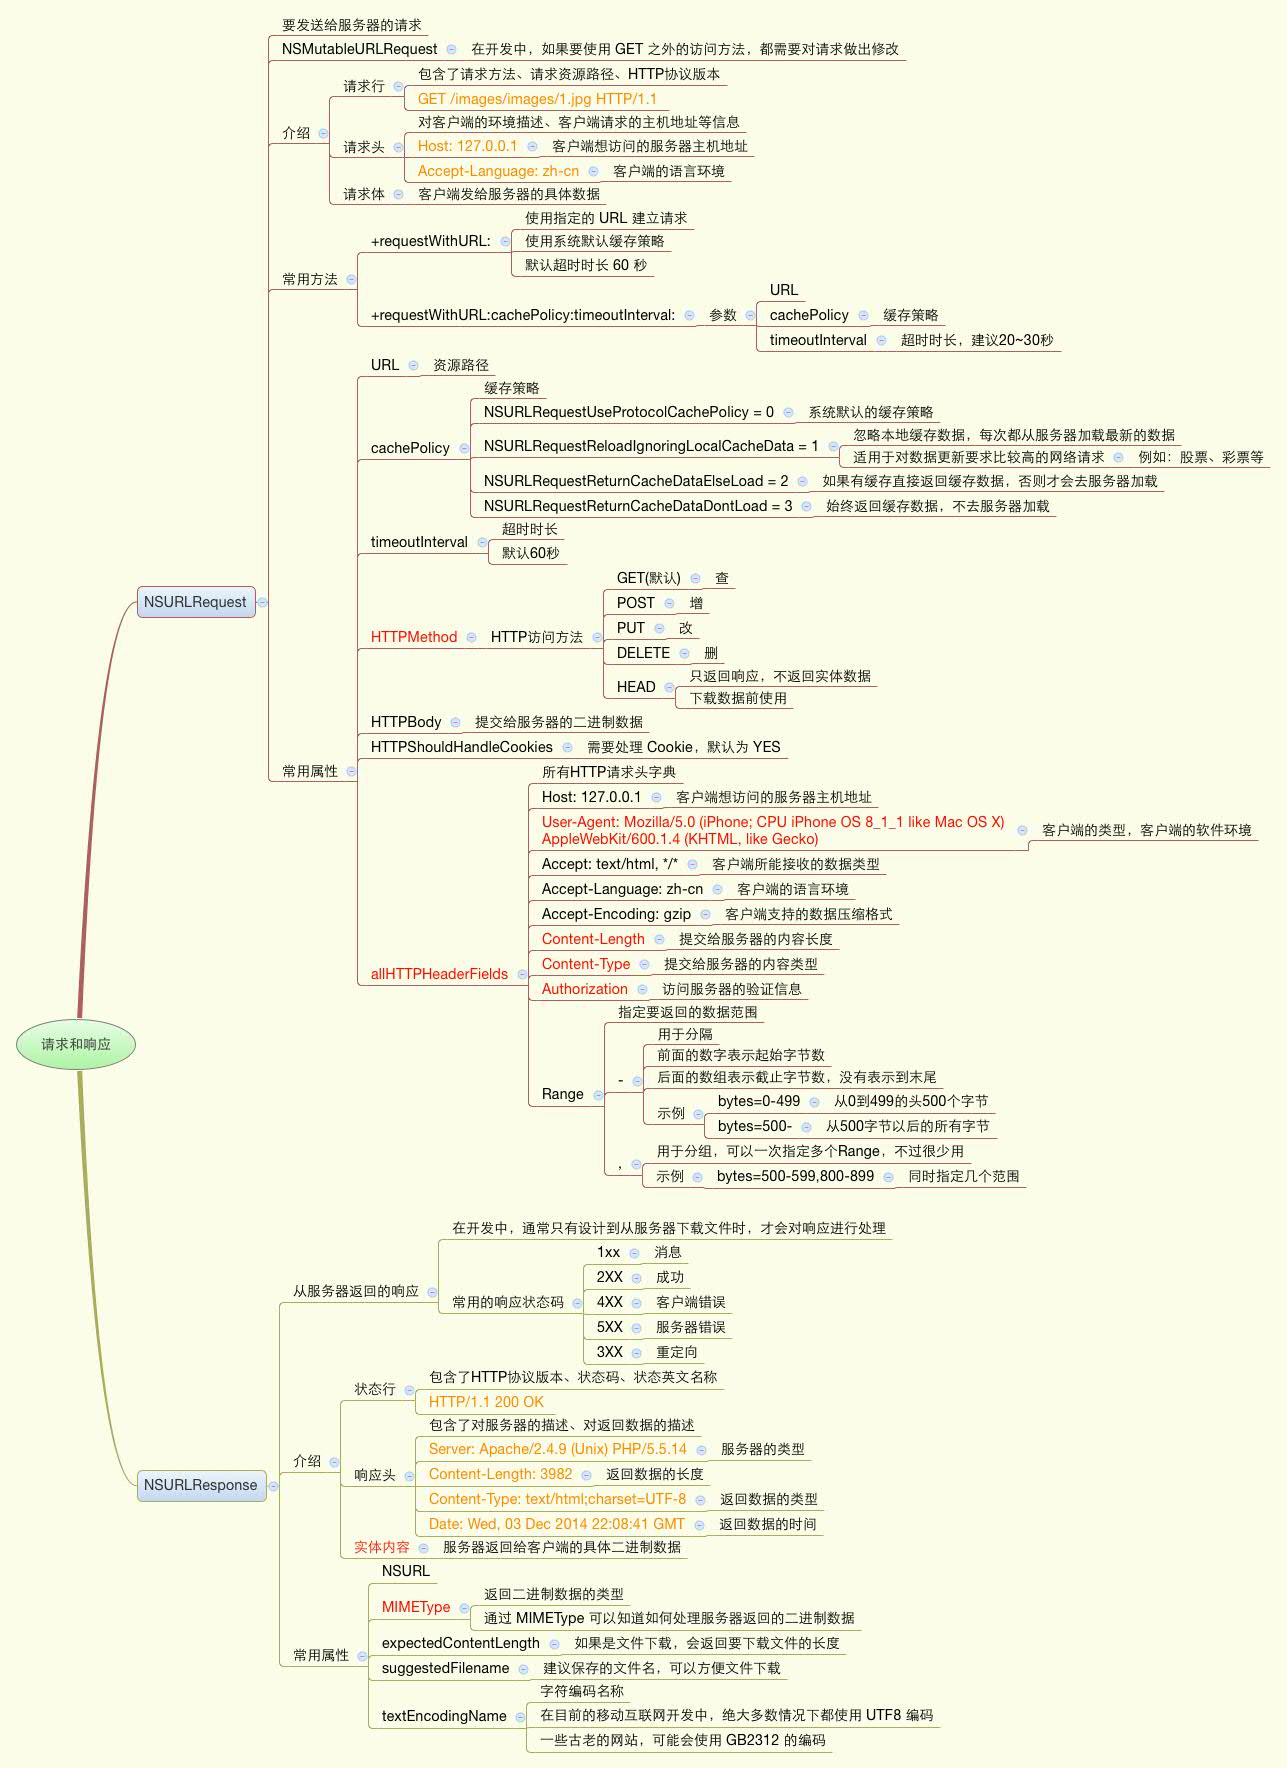 请求和响应
NSURLRequest
要发送给服务器的请求
NSMutableURLRequest 在开发中，如果要使用 GET 之外的访问方法，都需要对请求做出修改
介绍
请求行
包含了请求方法、请求资源路径、HTTP协议版本
GET /images/images/1.jpg HTTP/1.1
请求头
对客户端的环境描述、客户端请求的主机地址等信息
Host: 127.0.0.1 客户端想访问的服务器主机地址
Accept-Language: zh-cn 客户端的语言环境
请求体 客户端发给服务器的具体数据
常用方法
+requestWithURL:
使用指定的 URL 建立请求
使用系统默认缓存策略
默认超时时长 60 秒
+requestWithURL:cachePolicy:timeoutInterval: 参数
URL
cachePolicy 缓存策略
timeoutInterval 超时时长，建议20~30秒
常用属性
URL 资源路径
cachePolicy
缓存策略
NSURLRequestUseProtocolCachePolicy = 0 系统默认的缓存策略
NSURLRequestReloadIgnoringLocalCacheData = 1
忽略本地缓存数据，每次都从服务器加载最新的数据
适用于对数据更新要求比较高的网络请求 例如：股票、彩票等
NSURLRequestReturnCacheDataElseLoad = 2 如果有缓存直接返回缓存数据，否则才会去服务器加载
NSURLRequestReturnCacheDataDontLoad = 3 始终返回缓存数据，不去服务器加载
timeoutInterval
超时时长
默认60秒
HTTPMethod HTTP访问方法
GET(默认) 查
POST 增
PUT 改
DELETE 删
HEAD
只返回响应，不返回实体数据
下载数据前使用
HTTPBody 提交给服务器的二进制数据
HTTPShouldHandleCookies 需要处理 Cookie，默认为 YES
allHTTPHeaderFields
所有HTTP请求头字典
Host: 127.0.0.1 客户端想访问的服务器主机地址
User-Agent: Mozilla/5.0 (iPhone; CPU iPhone OS 8_1_1 like Mac OS X)
AppleWebKit/600.1.4 (KHTML, like Gecko) 客户端的类型，客户端的软件环境
Accept: text/html, */* 客户端所能接收的数据类型
Accept-Language: zh-cn 客户端的语言环境
Accept-Encoding: gzip 客户端支持的数据压缩格式
Content-Length 提交给服务器的内容长度
Content-Type 提交给服务器的内容类型
Authorization 访问服务器的验证信息
Range
指定要返回的数据范围
-
用于分隔
前面的数字表示起始字节数
后面的数组表示截止字节数，没有表示到末尾
示例
bytes=0-499 从0到499的头500个字节
bytes=500- 从500字节以后的所有字节
,
用于分组，可以一次指定多个Range，不过很少用
示例 bytes=500-599,800-899 同时指定几个范围
NSURLResponse
从服务器返回的响应
在开发中，通常只有设计到从服务器下载文件时，才会对响应进行处理
常用的响应状态码
1xx 消息
2XX 成功
4XX 客户端错误
5XX 服务器错误
3XX 重定向
介绍
状态行
包含了HTTP协议版本、状态码、状态英文名称
HTTP/1.1 200 OK
响应头
包含了对服务器的描述、对返回数据的描述
Server: Apache/2.4.9 (Unix) PHP/5.5.14 服务器的类型
Content-Length: 3982 返回数据的长度
Content-Type: text/html;charset=UTF-8 返回数据的类型
Date: Wed, 03 Dec 2014 22:08:41 GMT 返回数据的时间
实体内容 服务器返回给客户端的具体二进制数据
常用属性
NSURL
MIMEType
返回二进制数据的类型
通过 MIMEType 可以知道如何处理服务器返回的二进制数据
expectedContentLength 如果是文件下载，会返回要下载文件的长度
suggestedFilename 建议保存的文件名，可以方便文件下载
textEncodingName
字符编码名称
在目前的移动互联网开发中，绝大多数情况下都使用 UTF8 编码
一些古老的网站，可能会使用 GB2312 的编码